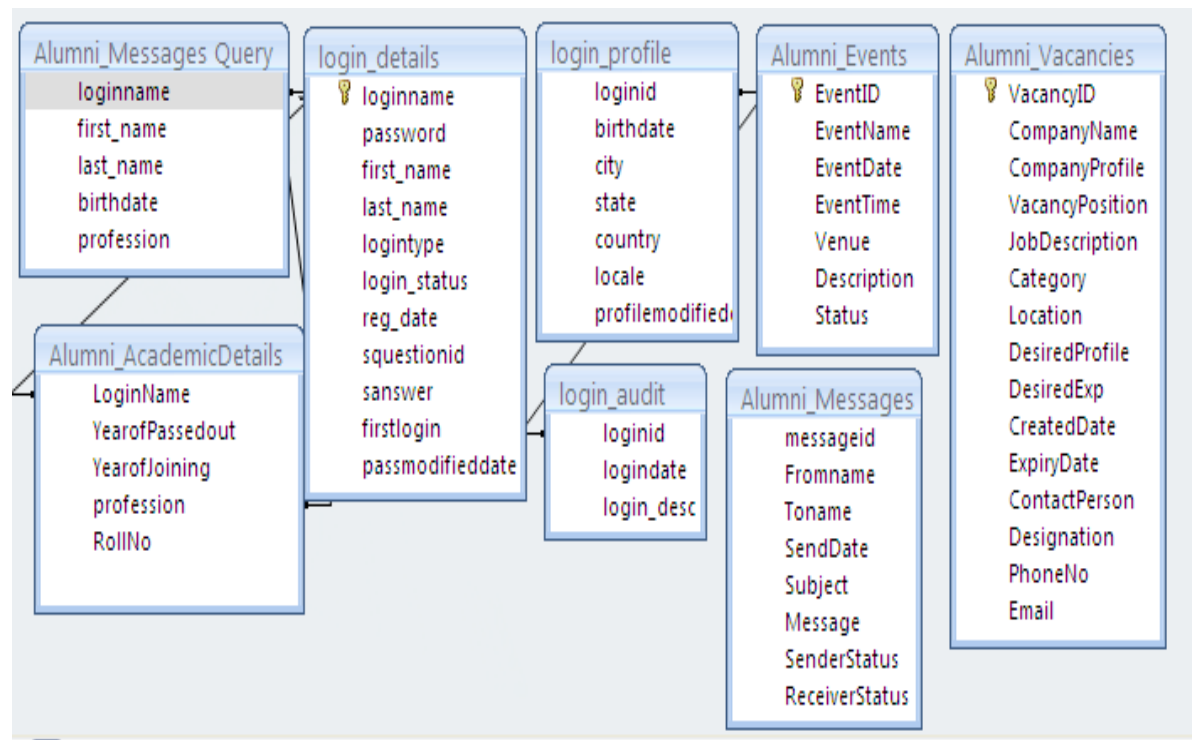 Alumni_Messages Query
loginname
first_name
last_name
birthdate
profession
login_details
loginname
password
first_name
last_name
logintype
login_status
reg_date
squestionid
sanswer
firstlogin
passmodifieddate
login_profile
loginid
birthdate
city
state
country
locale
profilemodified
Alumni_Events
EventID
EventName
EventDate
EventTime
Venue
Description
Status
Alumni_Vacancies
VacancyID
CompanyName
CompanyProfile
VacancyPosition
JobDescription
Category
Location
DesiredProfile
DesiredExp
CreatedDate
ExpiryDate
ContactPerson
Designation
PhoneNo
Email
Alumni_AcademicDetails
LoginName
YearofPassedout
YearofJoining
profession
RollNo
login_audit
loginid
logindate
login_desc
Alumni_Messages
messageid
Fromname
Toname
SendDate
Subject
Message
SenderStatus
ReceiverStatus